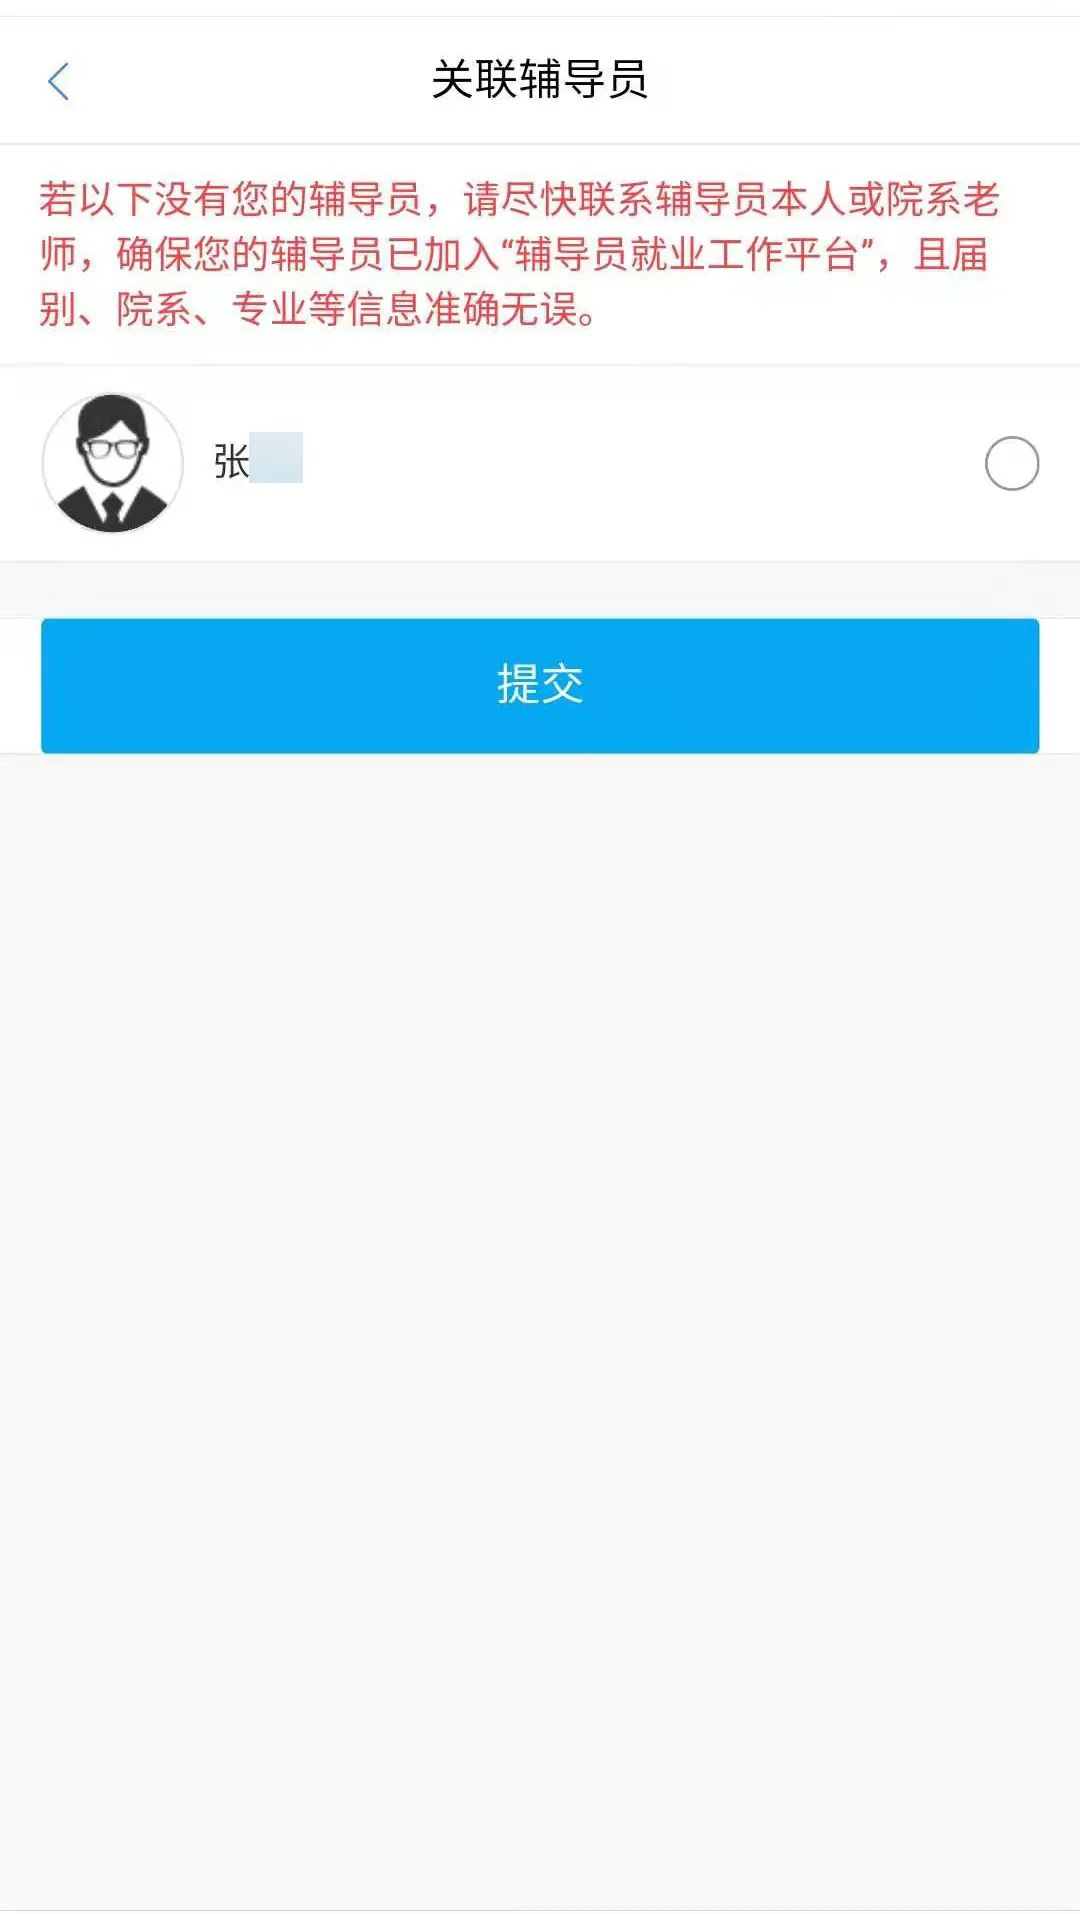 关联辅导员
若以下没有您的辅导员，请尽快联系辅导员本人或院系老
师，确保您的辅导员已加入“辅导员就业工作平台”，且届
别、院系、专业等信息准确无误。
张
提交